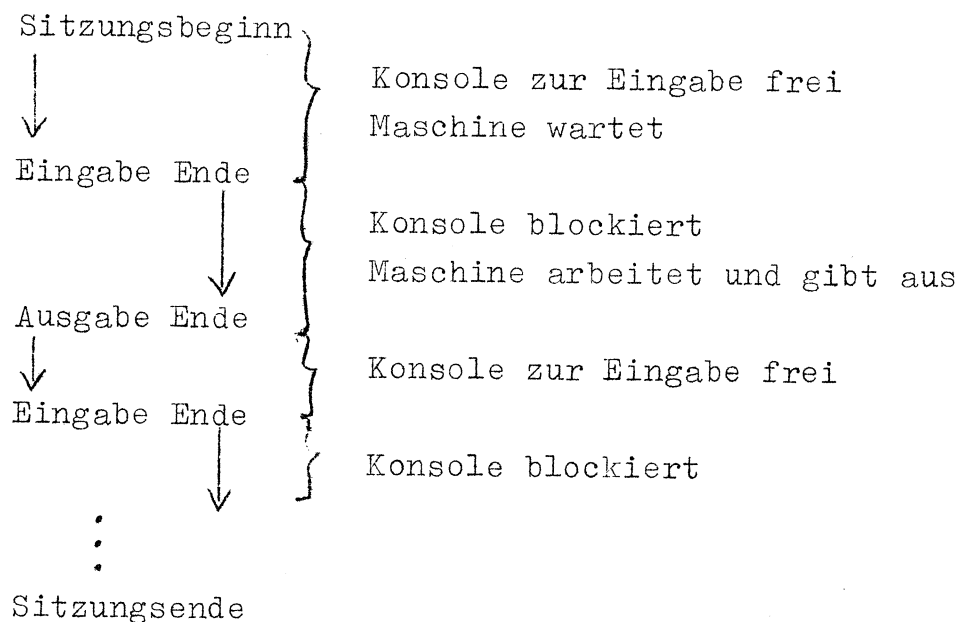 Sitzungsbeginn
Konsole zur Eingabe frei
Maschine wartet
Eingabe Ende
Konsole blockiert
Maschine arbeitet und gibt aus
Ausgabe Ende
Konsole zur Eingabe frei
Eingabe Ende
Konsole blockiert
Sitzungsende